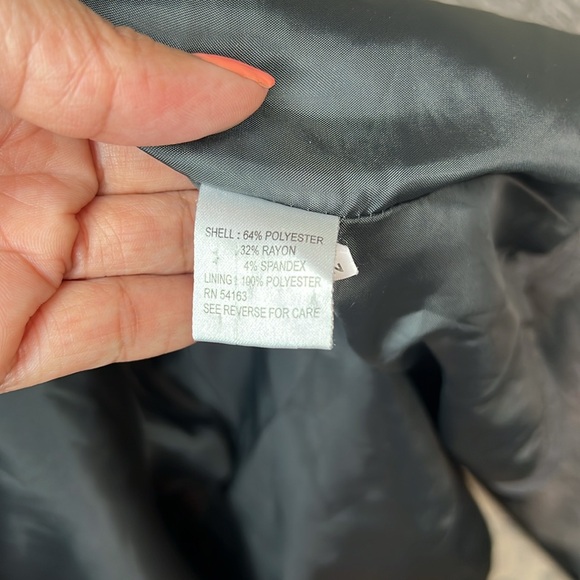 SHELL : 64% POLYESTER
32% RAYON
4% SPANDEX
LINING : 100% POLYESTER
RN 54163
SEE REVERSE FOR CARE